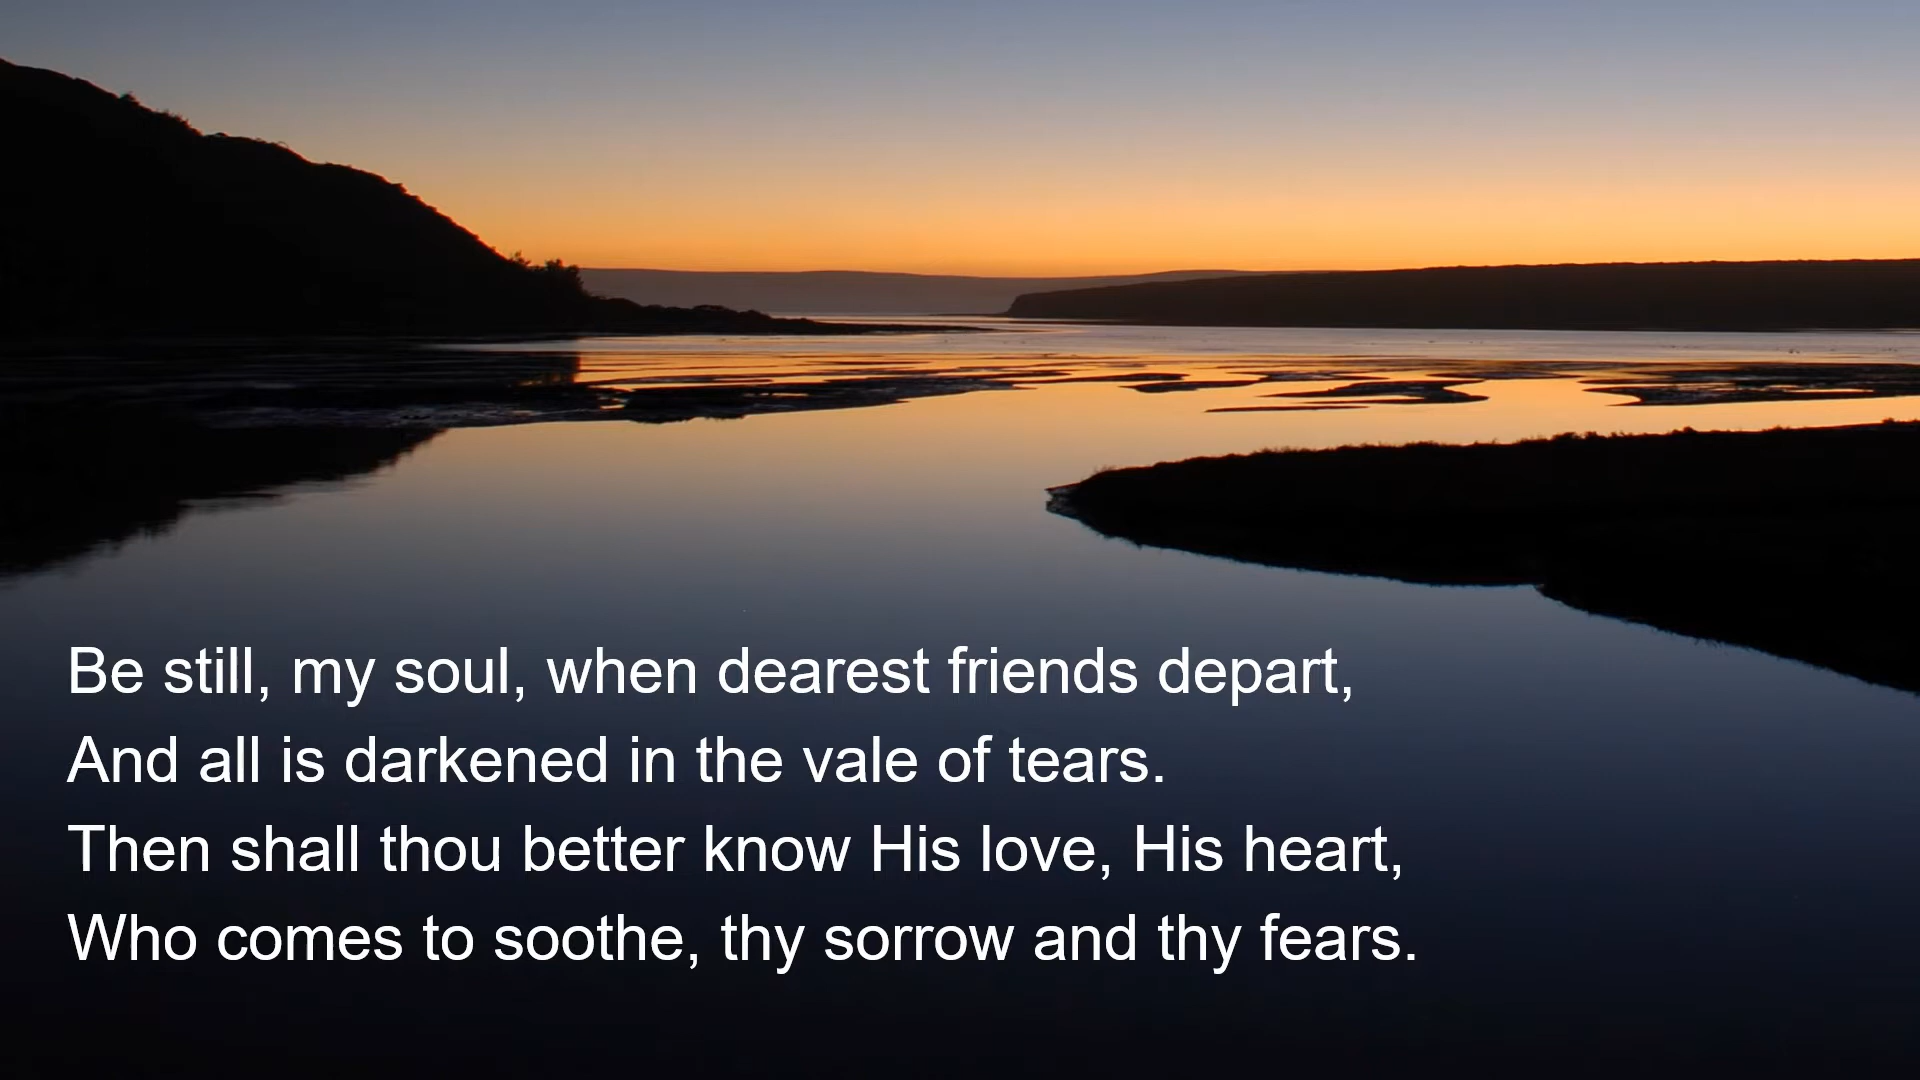 Be still, my soul, when dearest friends depart,
And all is darkened in the vale of tears.
Then shall thou better know His love, His heart,
Who comes to soothe, thy sorrow and thy fears.